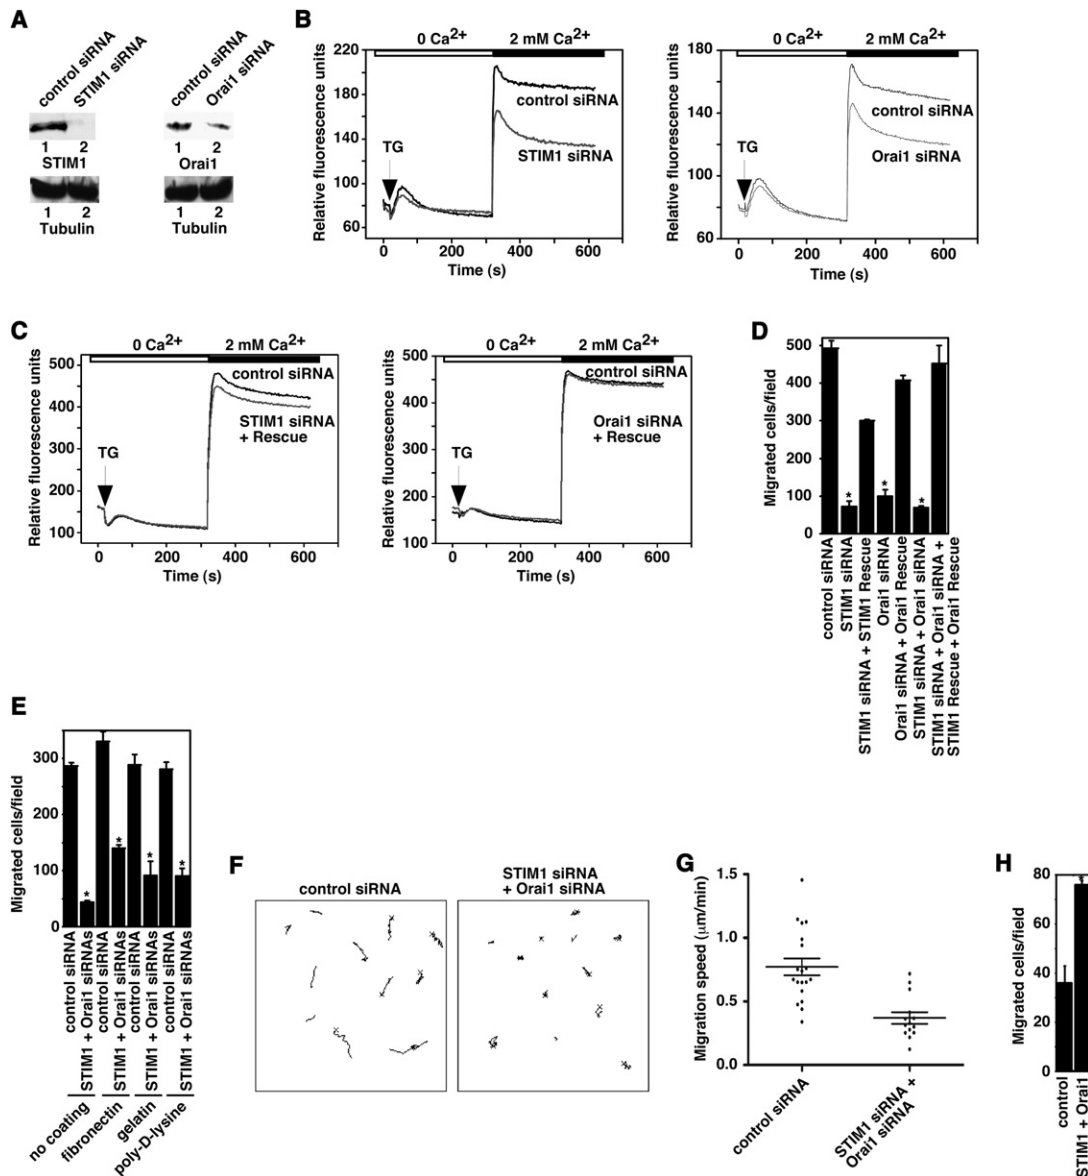 A
control siRNA
STIM1 siRNA
1 2
STIM1
1 2
Tubulin
control siRNA
Orai1 siRNA
1 2
Orai1
1 2
Tubulin
B
0 Ca2+ 2 mM Ca2+
Relative fluorescence units
220
180
140
100
60
TG
control siRNA
STIM1 siRNA
0 200 400 600
Time (s)
0 Ca2+ 2 mM Ca2+
Relative fluorescence units
180
140
100
60
TG
control siRNA
Orai1 siRNA
0 200 400 600
Time (s)
C
0 Ca2+ 2 mM Ca2+
Relative fluorescence units
500
400
300
200
100
TG
control siRNA
STIM1 siRNA
+ Rescue
0 200 400 600
Time (s)
0 Ca2+ 2 mM Ca2+
Relative fluorescence units
500
400
300
200
100
TG
control siRNA
Orai1 siRNA
+ Rescue
0 200 400 600
Time (s)
D
Migrated cells/field
500
400
300
200
100
0
*
*
*
control siRNA
STIM1 siRNA
STIM1 siRNA + STIM1 Rescue
Orai1 siRNA
Orai1 siRNA + Orai1 Rescue
STIM1 siRNA + Orai1 siRNA
STIM1 siRNA + Orai1 siRNA +
STIM1 Rescue + Orai1 Rescue
E
Migrated cells/field
300
200
100
0
*
*
*
*
control siRNA
STIM1 + Orai1 siRNAs
control siRNA
STIM1 + Orai1 siRNAs
control siRNA
STIM1 + Orai1 siRNAs
control siRNA
STIM1 + Orai1 siRNAs
no coating
fibronectin
gelatin
poly-D-lysine
F
control siRNA
STIM1 siRNA
+ Orai1 siRNA
G
Migration speed (μm/min)
1.5
1.0
0.5
0.0
control siRNA
STIM1 siRNA +
Orai1 siRNA
H
Migrated cells/field
80
60
40
20
0
*
control
STIM1 + Orai1